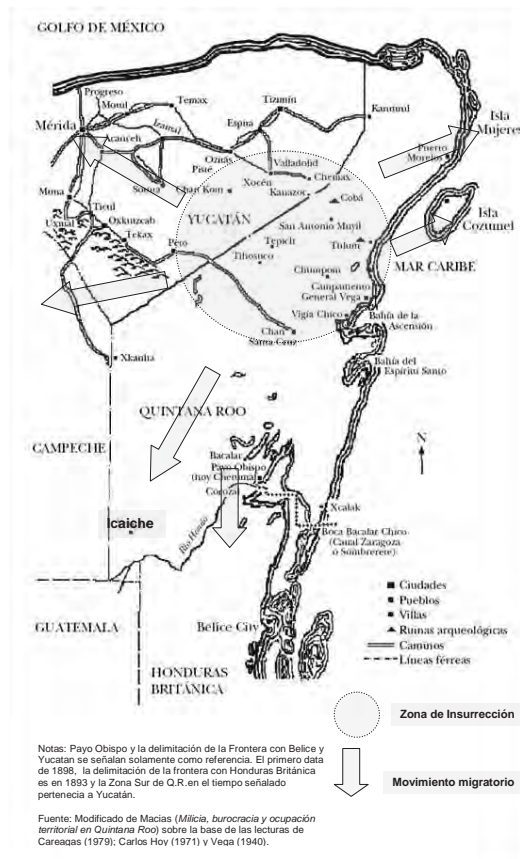 GOLFO DE MÉXICO
Progreso
Motul
Temax
Tizimín
Kantunul
Mérida
Acanceh
Izamal
Espita
Isla
Mujeres
Oznás
Pisté
Valladolid
Puerto
Morelos
Sotuta
Chan Kom
Xocén
Chemax
Kanazor
Muna
Ticul
Cobá
Isla
Cozumel
Uxmal
Oxkutzcab
YUCATÁN
San Antonio Muyil
Tekax
Peto
Tepich
Tulum
MAR CARIBE
Tihosuco
Chumpom
Campamento
General Vega
Vigía Chico
Bahía de la
Ascensión
Chan
Santa Cruz
Xkanha
Bahía del
Espíritu Santo
QUINTANA ROO
CAMPECHE
N
Bacalar
Payo Obispo
(hoy Chetumal)
Corozal
Xcalak
Icaiche
Río Hondo
Boca Bacalar Chico
(Canal Zaragoza
o Sombrerete)
Ciudades
Pueblos
Villas
Ruinas arqueológicas
Caminos
Líneas férreas
GUATEMALA
Belice City
HONDURAS
BRITÁNICA
Zona de Insurrección
Movimiento migratorio
Notas: Payo Obispo y la delimitación de la Frontera con Belice y
Yucatan se señalan solamente como referencia. El primero data
de 1898, la delimitación de la frontera con Honduras Británica
es en 1893 y la Zona Sur de Q.R.en el tiempo señalado
pertenecia a Yucatán.
Fuente: Modificado de Macias (Milicia, burocracia y ocupación
territorial en Quintana Roo) sobre la base de las lecturas de
Careagas (1979); Carlos Hoy (1971) y Vega (1940).